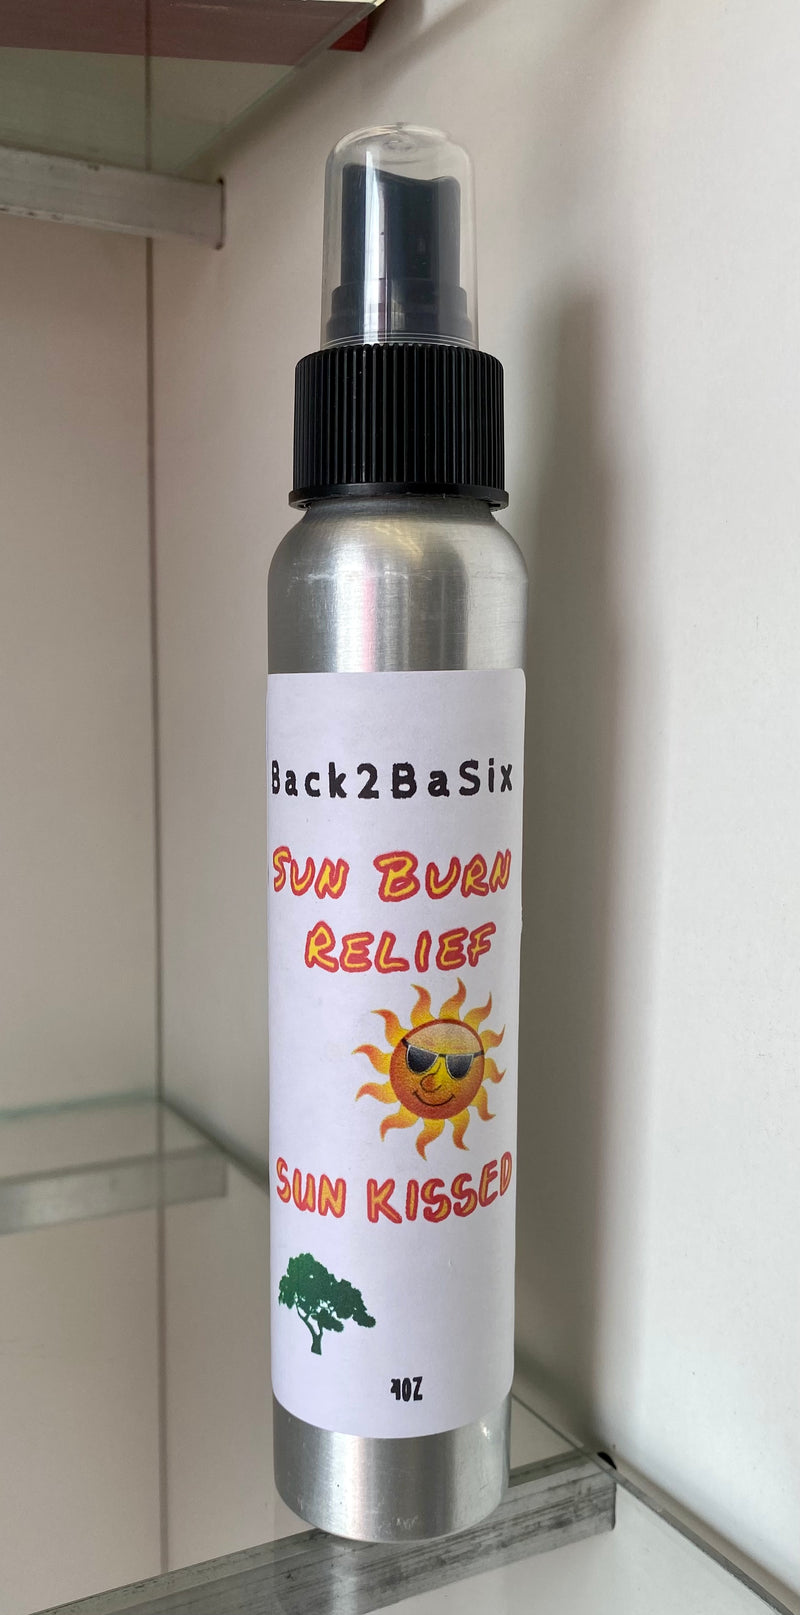 Back2BaSix
SUN BURN
RELIEF
SUN KISSED
4OZ